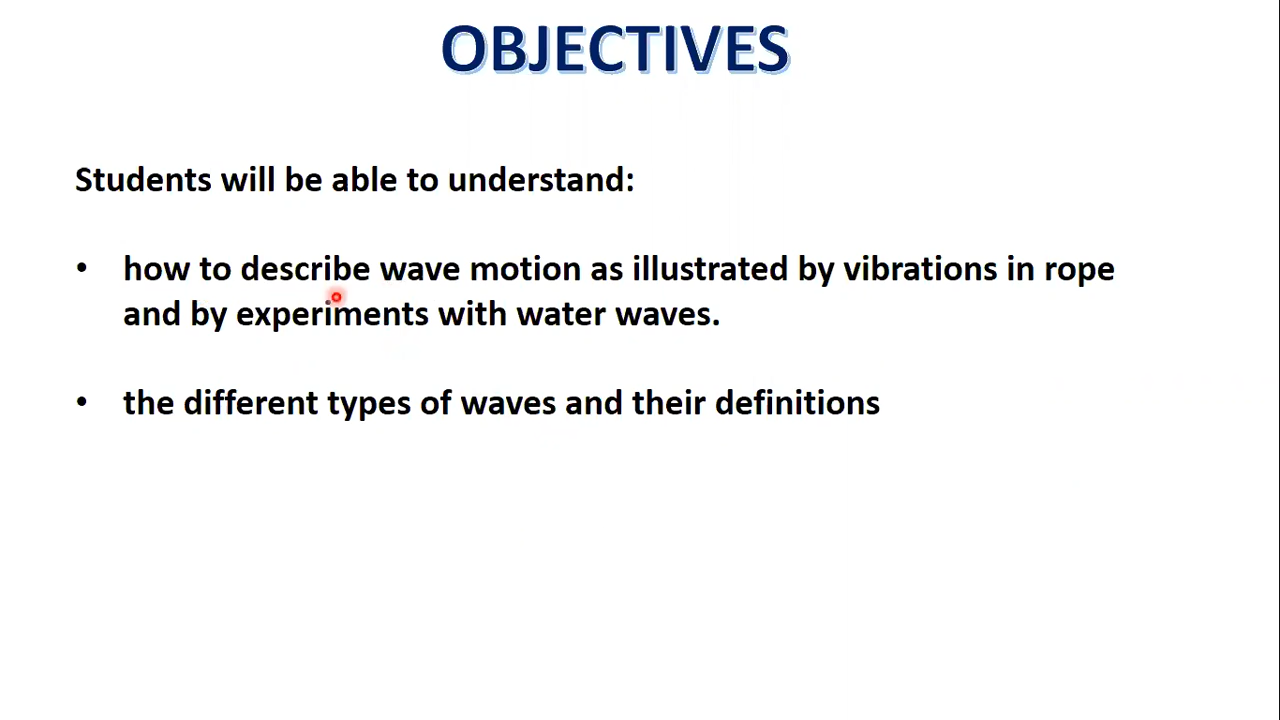 OBJECTIVES
Students will be able to understand:
• how to describe wave motion as illustrated by vibrations in rope
and by experiments with water waves.
• the different types of waves and their definitions